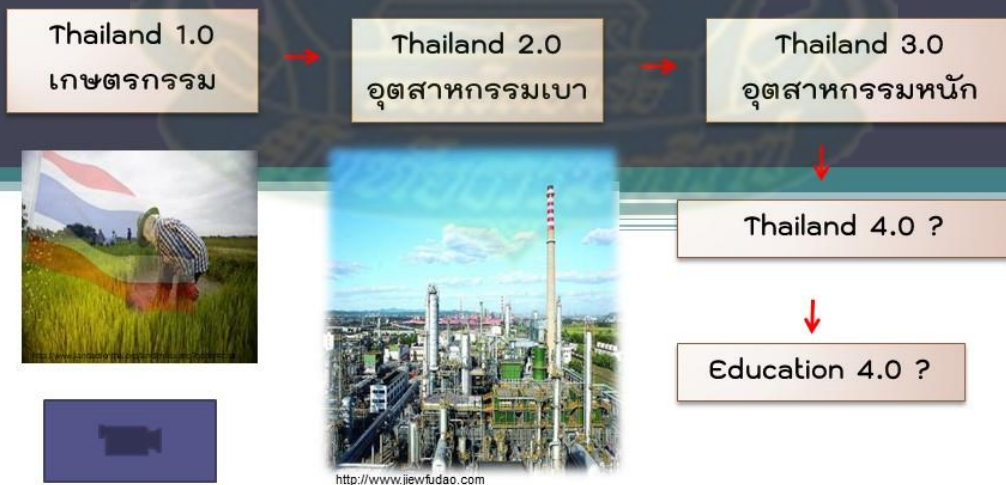 Thailand 1.0
เกษตรกรรม
Thailand 2.0
อุตสาหกรรมเบา
Thailand 3.0
อุตสาหกรรมหนัก
Thailand 4.0 ?
Education 4.0 ?
http://www.jiewfudao.com